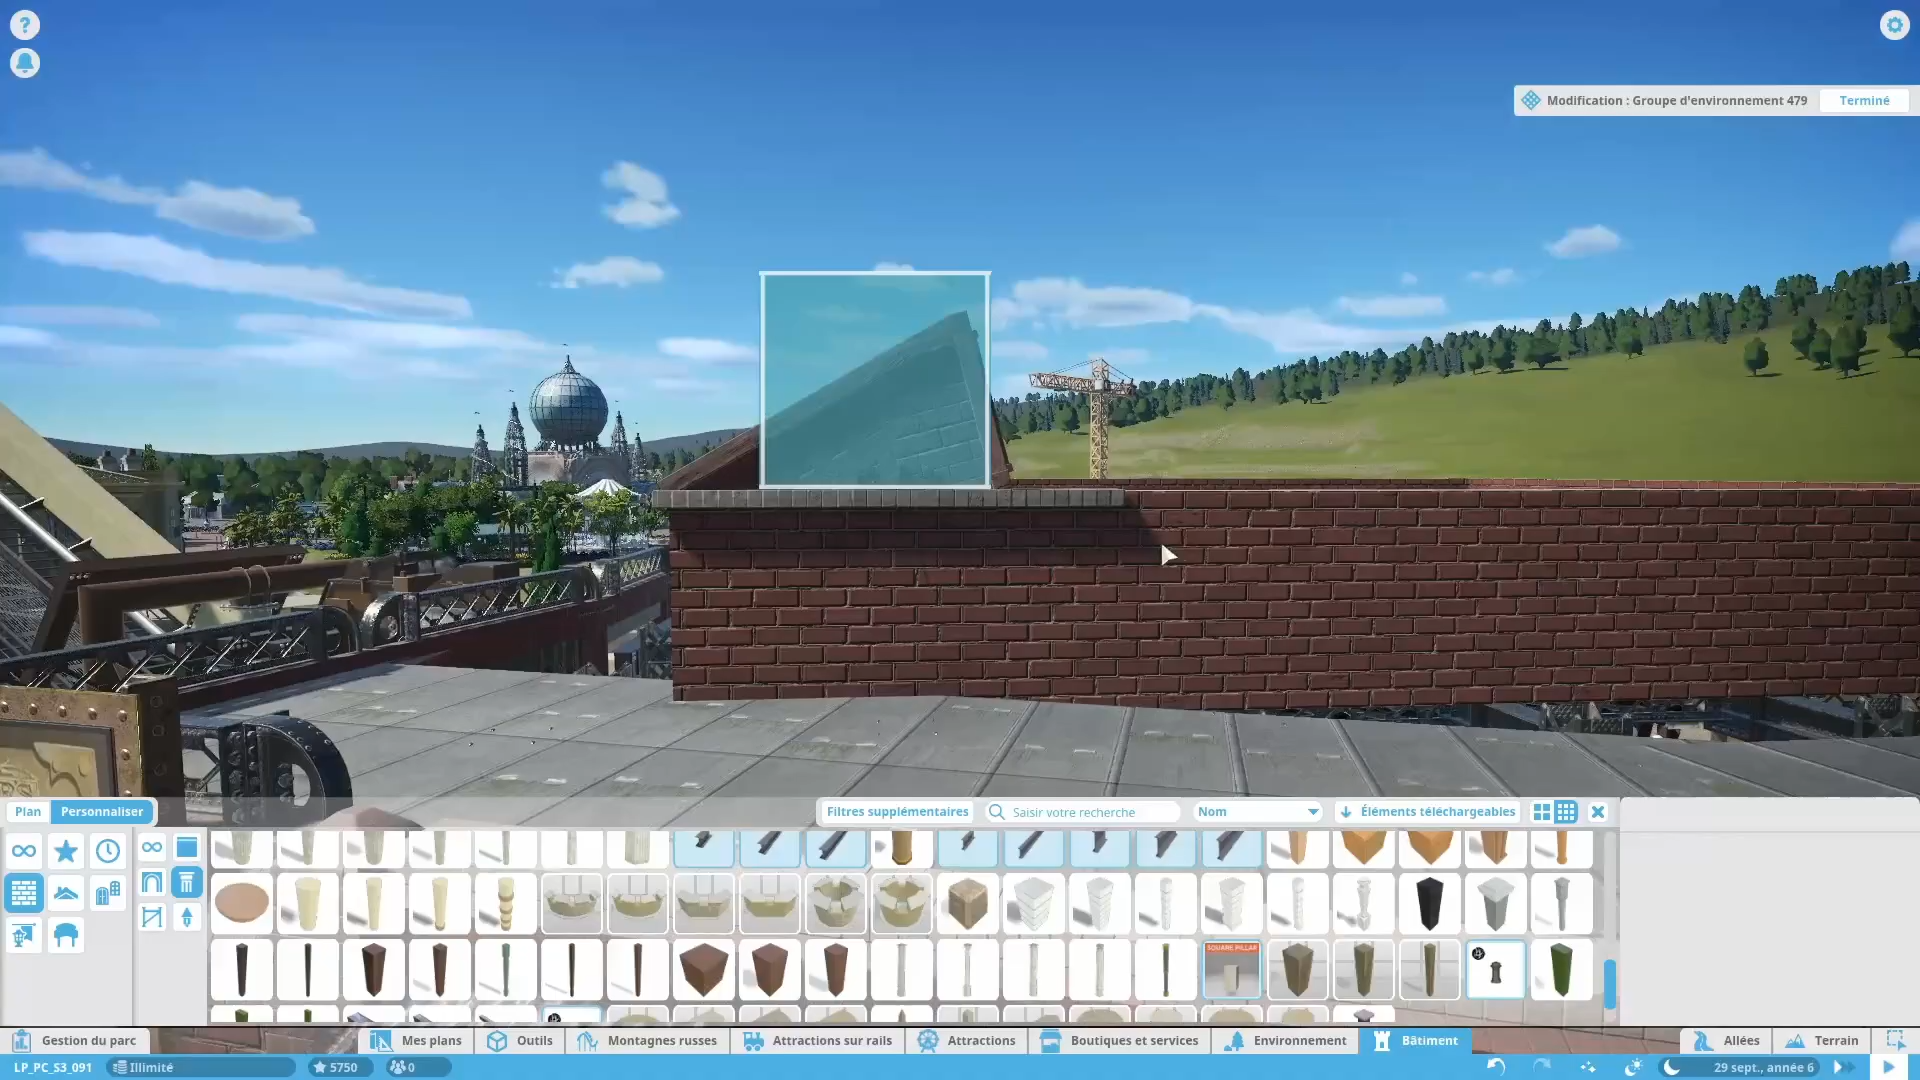 ?
Modification : Groupe d'environnement 479
Terminé
Plan
Personnaliser
Filtres supplémentaires
Saisir votre recherche
Nom
Éléments téléchargeables
SQUARE PILLAR
Gestion du parc
Mes plans
Outils
Montagnes russes
Attractions sur rails
Attractions
Boutiques et services
Environnement
Bâtiment
Allées
Terrain
LP_PC_S3_091
Illimité
5750
0
29 sept., année 6